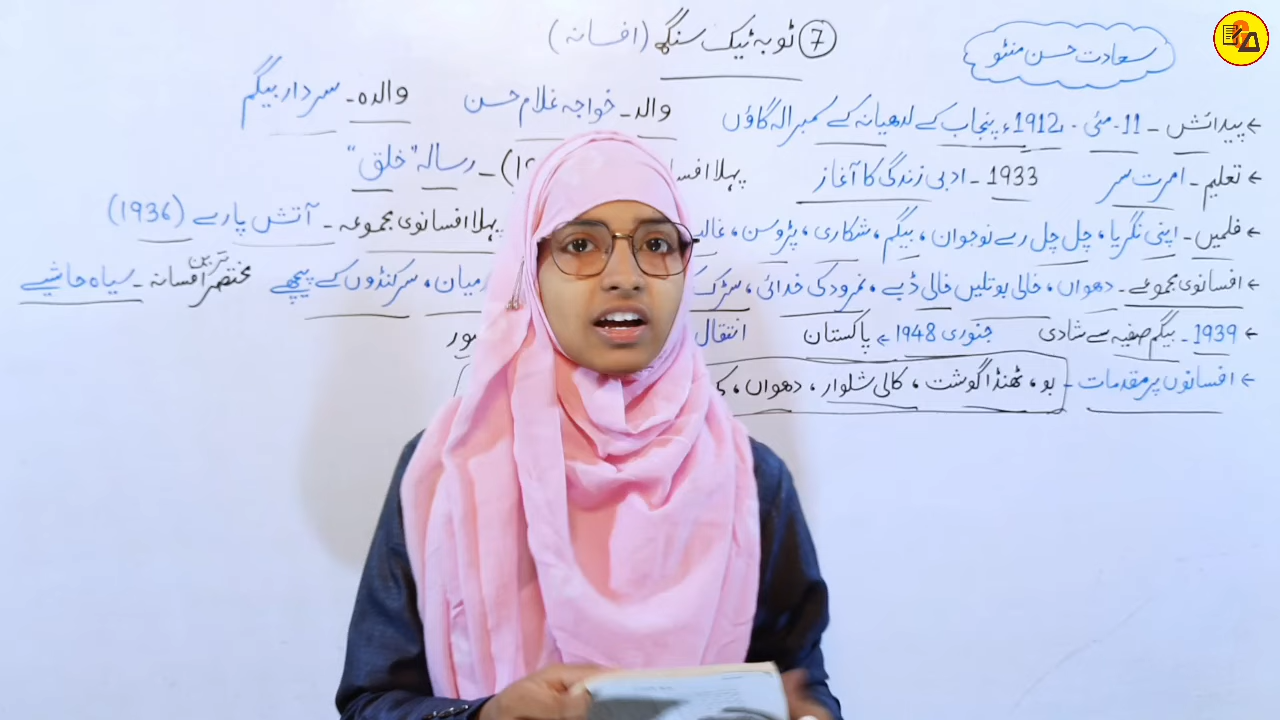 ⑦ ٹوبہ ٹیک سنگھ (افسانہ)
سعادت حسن منٹو
← پیدائش ۔ 11۔ مئی ۔ 1912ء پنجاب کے لدھیانہ کے کمبرالہ گاؤں والد۔ خواجہ غلام حسن والدہ۔ سردار بیگم
← تعلیم۔ امرت سر 1933 ۔ ادبی زندگی کا آغاز پہلا ۔ رسالہ "خلق"
← فلمیں۔ اپنی نگریا، چل چل رے نوجوان، بیگم، شکاری، پڑوسن، پہلا افسانوی مجموعہ ۔ آتش پارے (1936)
← افسانوی مجموعے۔ دھواں، خالی بوتلیں خالی ڈبے، نمرود کی خدائی، سڑک سرکنڈوں کے پیچھے مختصر ترین افسانہ ۔ سیاہ حاشیے
← 1939 ۔ بیگم صفیہ سے شادی جنوری 1948 ← پاکستان انتقال
← افسانوں پر مقدمات ۔ بو، ٹھنڈا گوشت، کالی شلوار، دھواں،